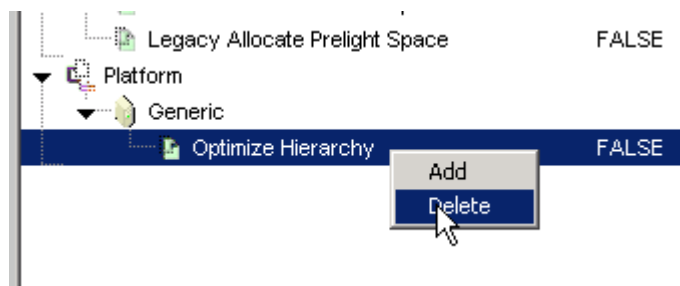 Legacy Allocate Prelight Space FALSE
Platform
Generic
Optimize Hierarchy FALSE
Add
Delete